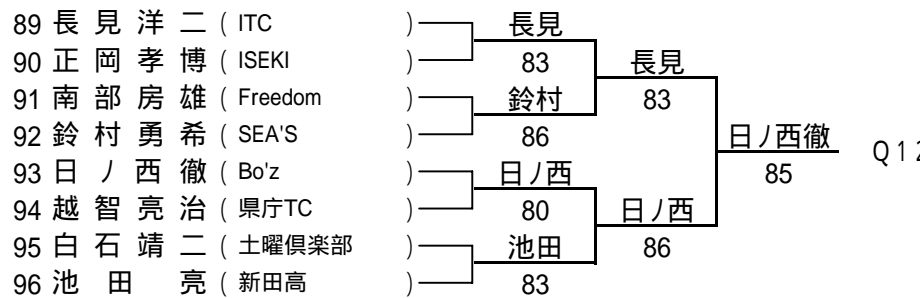 89 長 見 洋 二 ( ITC )
90 正 岡 孝 博 ( ISEKI )
91 南 部 房 雄 ( Freedom )
92 鈴 村 勇 希 ( SEA'S )
93 日 ノ 西 徹 ( Bo'z )
94 越 智 亮 治 ( 県庁TC )
95 白 石 靖 二 ( 土曜倶楽部 )
96 池 田 亮 ( 新田高 )
長見
83
鈴村
86
日ノ西
80
池田
83
長見
83
日ノ西
86
日ノ西徹
85
Q12